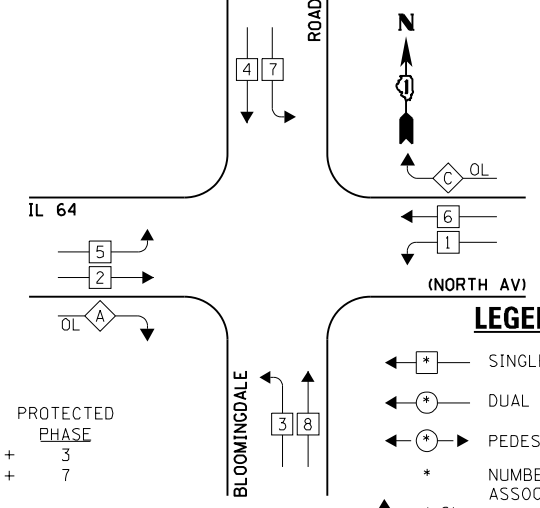 ROAD
N
4 7
C OL
IL 64
6
5
1
2
(NORTH AV)
OL A
LEGE
* SINGL
BLOOMINGDALE
* DUAL
PROTECTED
3 8
PHASE
* PEDES
+ 3
+ 7
* NUMBE
ASSOC